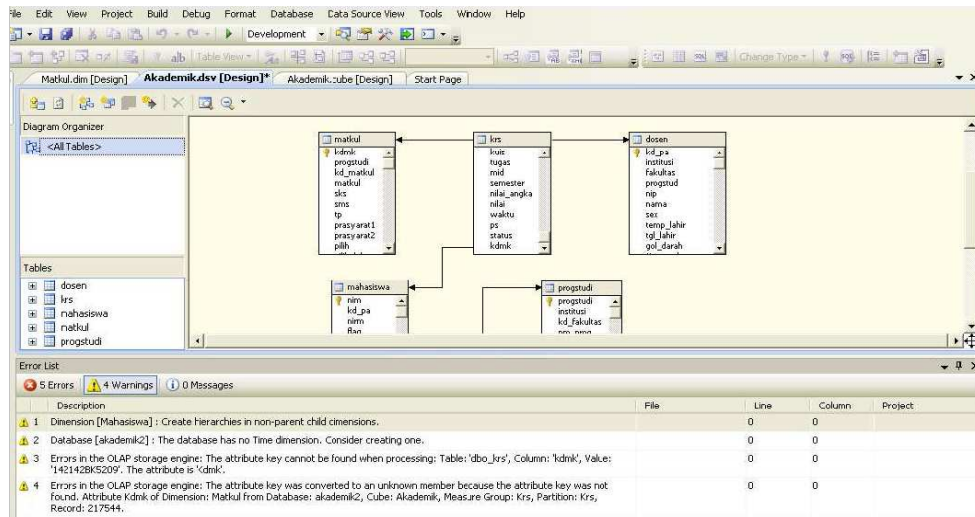 File Edit View Project Build Debug Format Database Data Source View Tools Window Help
Development
ab Table View Change Type
Matkul.dim [Design] Akademik.dsv [Design]* Akademik.cube [Design] Start Page
Diagram Organizer
<All Tables>
Tables
dosen
krs
mahasiswa
matkul
progstudi
matkul
kdmk
progstudi
kd_matkul
matkul
sks
sms
tp
prasyarat1
prasyarat2
pilih
krs
kuis
tugas
mid
semester
nilai_angka
nilai
waktu
ps
status
kdmk
dosen
kd_pa
institusi
fakultas
progstud
nip
nama
sex
temp_lahir
tgl_lahir
gol_darah
mahasiswa
nim
kd_pa
nirm
flag
progstudi
progstudi
institusi
kd_fakultas
Error List
5 Errors 4 Warnings 0 Messages
Description File Line Column Project
1 Dimension [Mahasiswa] : Create hierarchies in non-parent child dimensions. 0 0
2 Database [akademik2] : The database has no Time dimension. Consider creating one. 0 0
3 Errors in the OLAP storage engine: The attribute key cannot be found when processing: Table: 'dbo_krs', Column: 'kdmk', Value: 0 0
'142142BK5209'. The attribute is 'Kdmk'.
4 Errors in the OLAP storage engine: The attribute key was converted to an unknown member because the attribute key was not 0 0
found. Attribute Kdmk of Dimension: Matkul from Database: akademik2, Cube: Akademik, Measure Group: Krs, Partition: Krs,
Record: 217544.